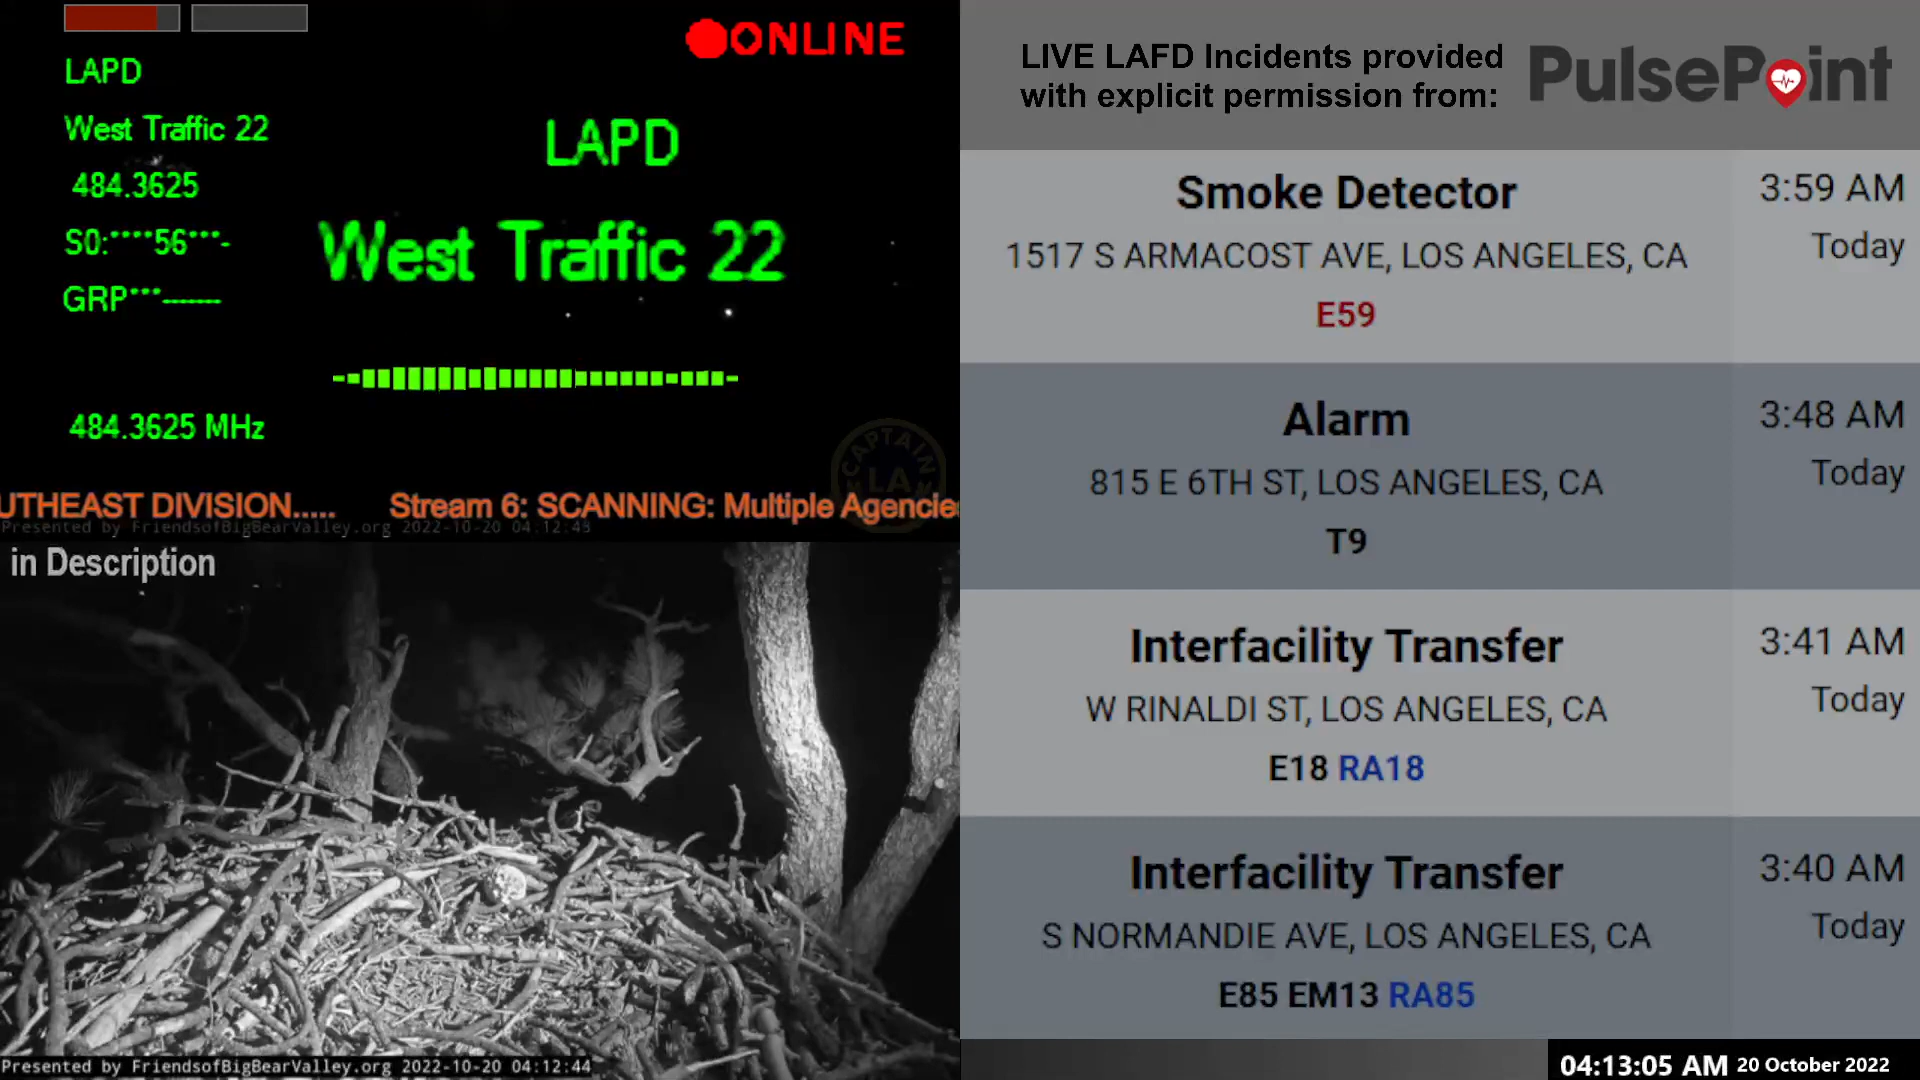 LAPD
West Traffic 22
484.3625
S0:****56***-
GRP***-------
484.3625 MHz
ONLINE
LAPD
West Traffic 22
CAPTAIN
LA
UTHEAST DIVISION..... Stream 6: SCANNING: Multiple Agencie
Presented by FriendsofBigBearValley.org 2022-10-20 04:12:43
in Description
Presented by FriendsofBigBearValley.org 2022-10-20 04:12:44
LIVE LAFD Incidents provided
with explicit permission from:
PulsePoint
Smoke Detector
3:59 AM
1517 S ARMACOST AVE, LOS ANGELES, CA
Today
E59
Alarm
3:48 AM
815 E 6TH ST, LOS ANGELES, CA
Today
T9
Interfacility Transfer
3:41 AM
W RINALDI ST, LOS ANGELES, CA
Today
E18 RA18
Interfacility Transfer
3:40 AM
S NORMANDIE AVE, LOS ANGELES, CA
Today
E85 EM13 RA85
04:13:05 AM 20 October 2022